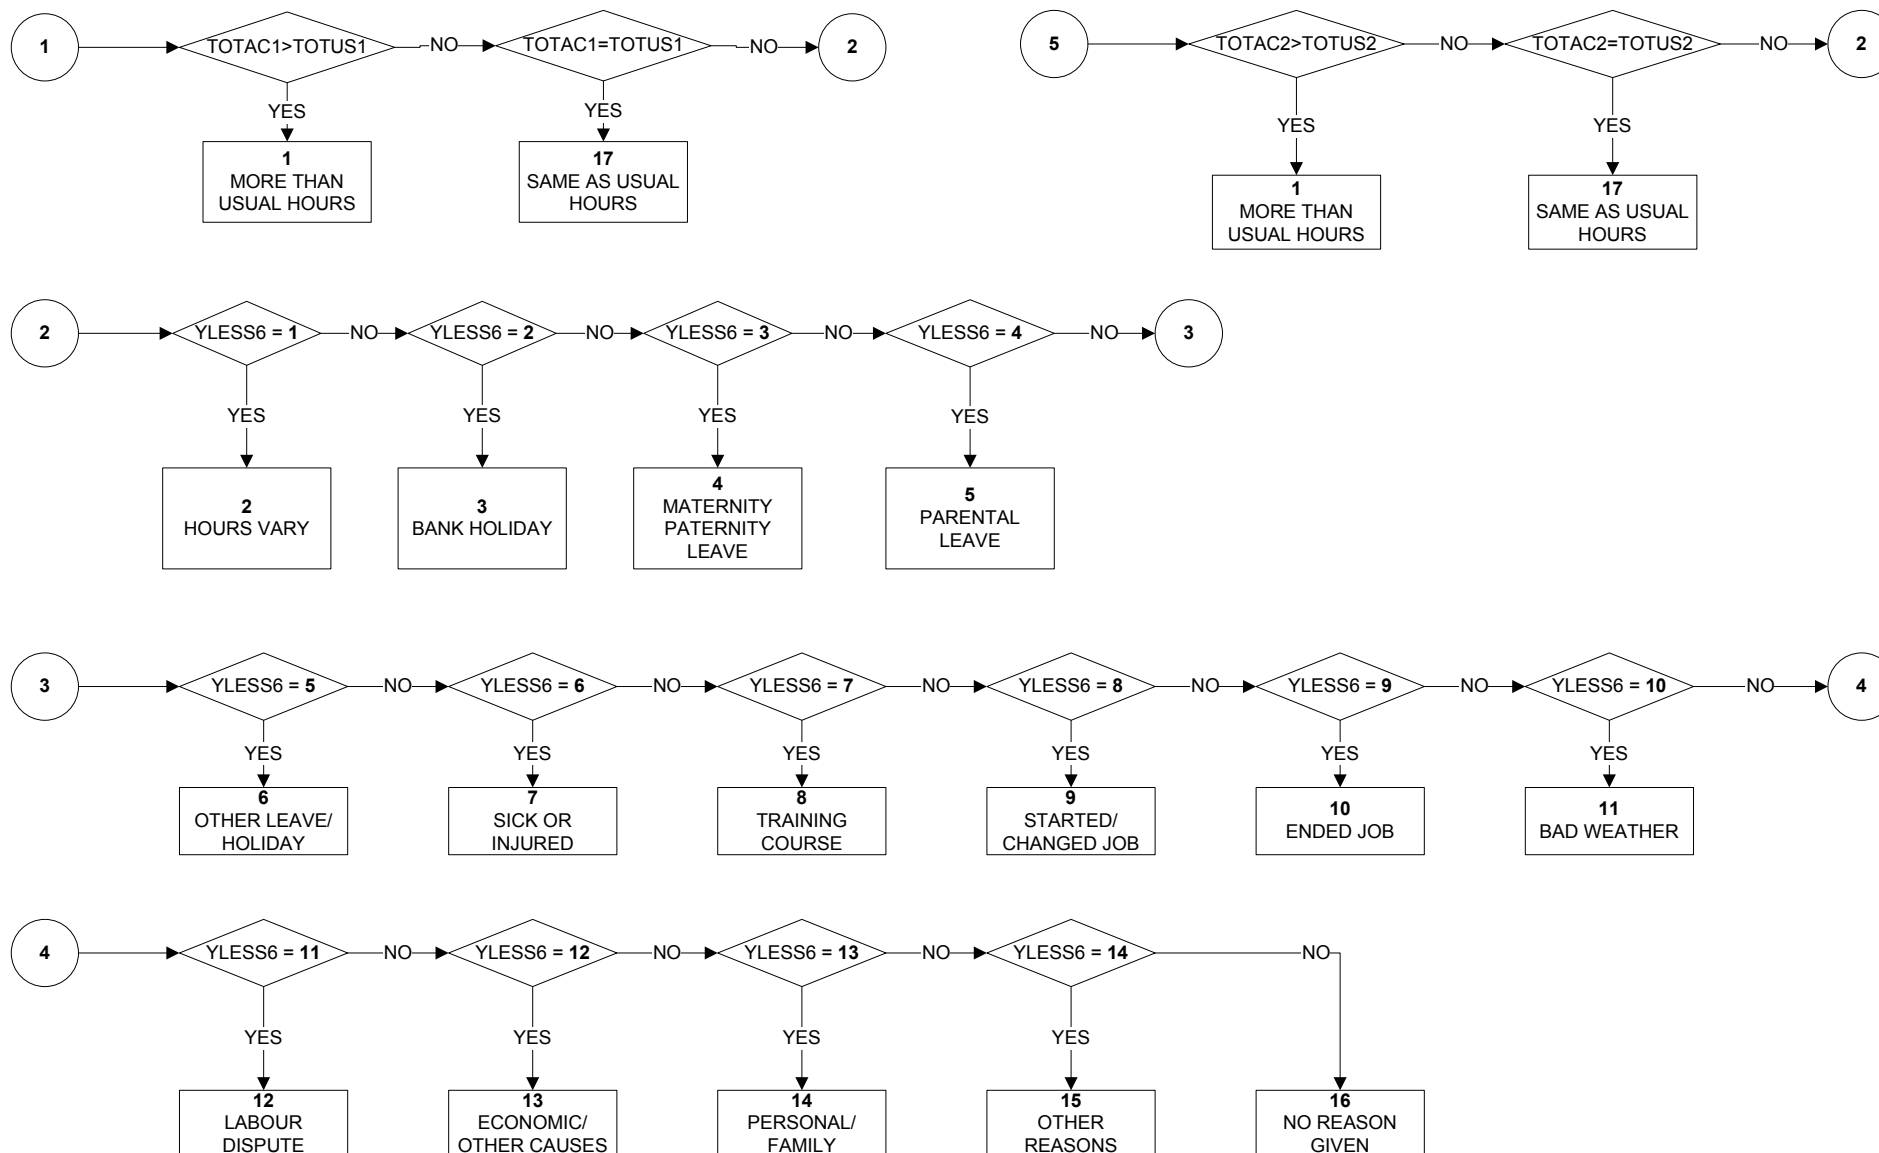 1
TOTAC1>TOTUS1
NO
TOTAC1=TOTUS1
NO
2
YES
YES
1
MORE THAN
USUAL HOURS
17
SAME AS USUAL
HOURS
5
TOTAC2>TOTUS2
NO
TOTAC2=TOTUS2
NO
2
YES
YES
1
MORE THAN
USUAL HOURS
17
SAME AS USUAL
HOURS
2
YLESS6 = 1
NO
YLESS6 = 2
NO
YLESS6 = 3
NO
YLESS6 = 4
NO
3
YES
YES
YES
YES
2
HOURS VARY
3
BANK HOLIDAY
4
MATERNITY
PATERNITY
LEAVE
5
PARENTAL
LEAVE
3
YLESS6 = 5
NO
YLESS6 = 6
NO
YLESS6 = 7
NO
YLESS6 = 8
NO
YLESS6 = 9
NO
YLESS6 = 10
NO
4
YES
YES
YES
YES
YES
YES
6
OTHER LEAVE/
HOLIDAY
7
SICK OR
INJURED
8
TRAINING
COURSE
9
STARTED/
CHANGED JOB
10
ENDED JOB
11
BAD WEATHER
4
YLESS6 = 11
NO
YLESS6 = 12
NO
YLESS6 = 13
NO
YLESS6 = 14
NO
YES
YES
YES
YES
12
LABOUR
DISPUTE
13
ECONOMIC/
OTHER CAUSES
14
PERSONAL/
FAMILY
15
OTHER
REASONS
16
NO REASON
GIVEN